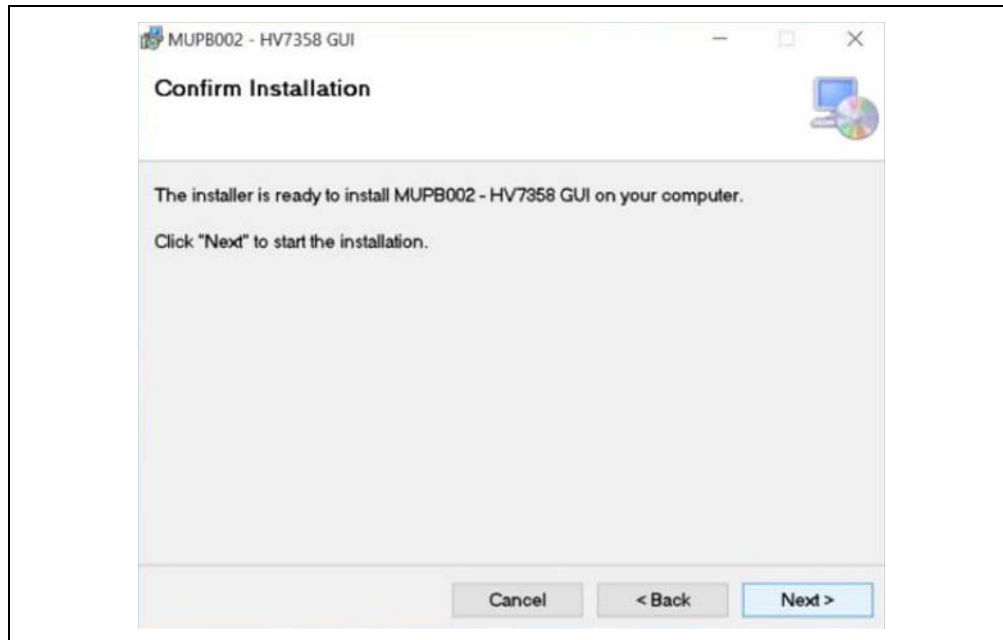 MUPB002 - HV7358 GUI
Confirm Installation
The installer is ready to install MUPB002 - HV7358 GUI on your computer.
Click "Next" to start the installation.
Cancel
< Back
Next >